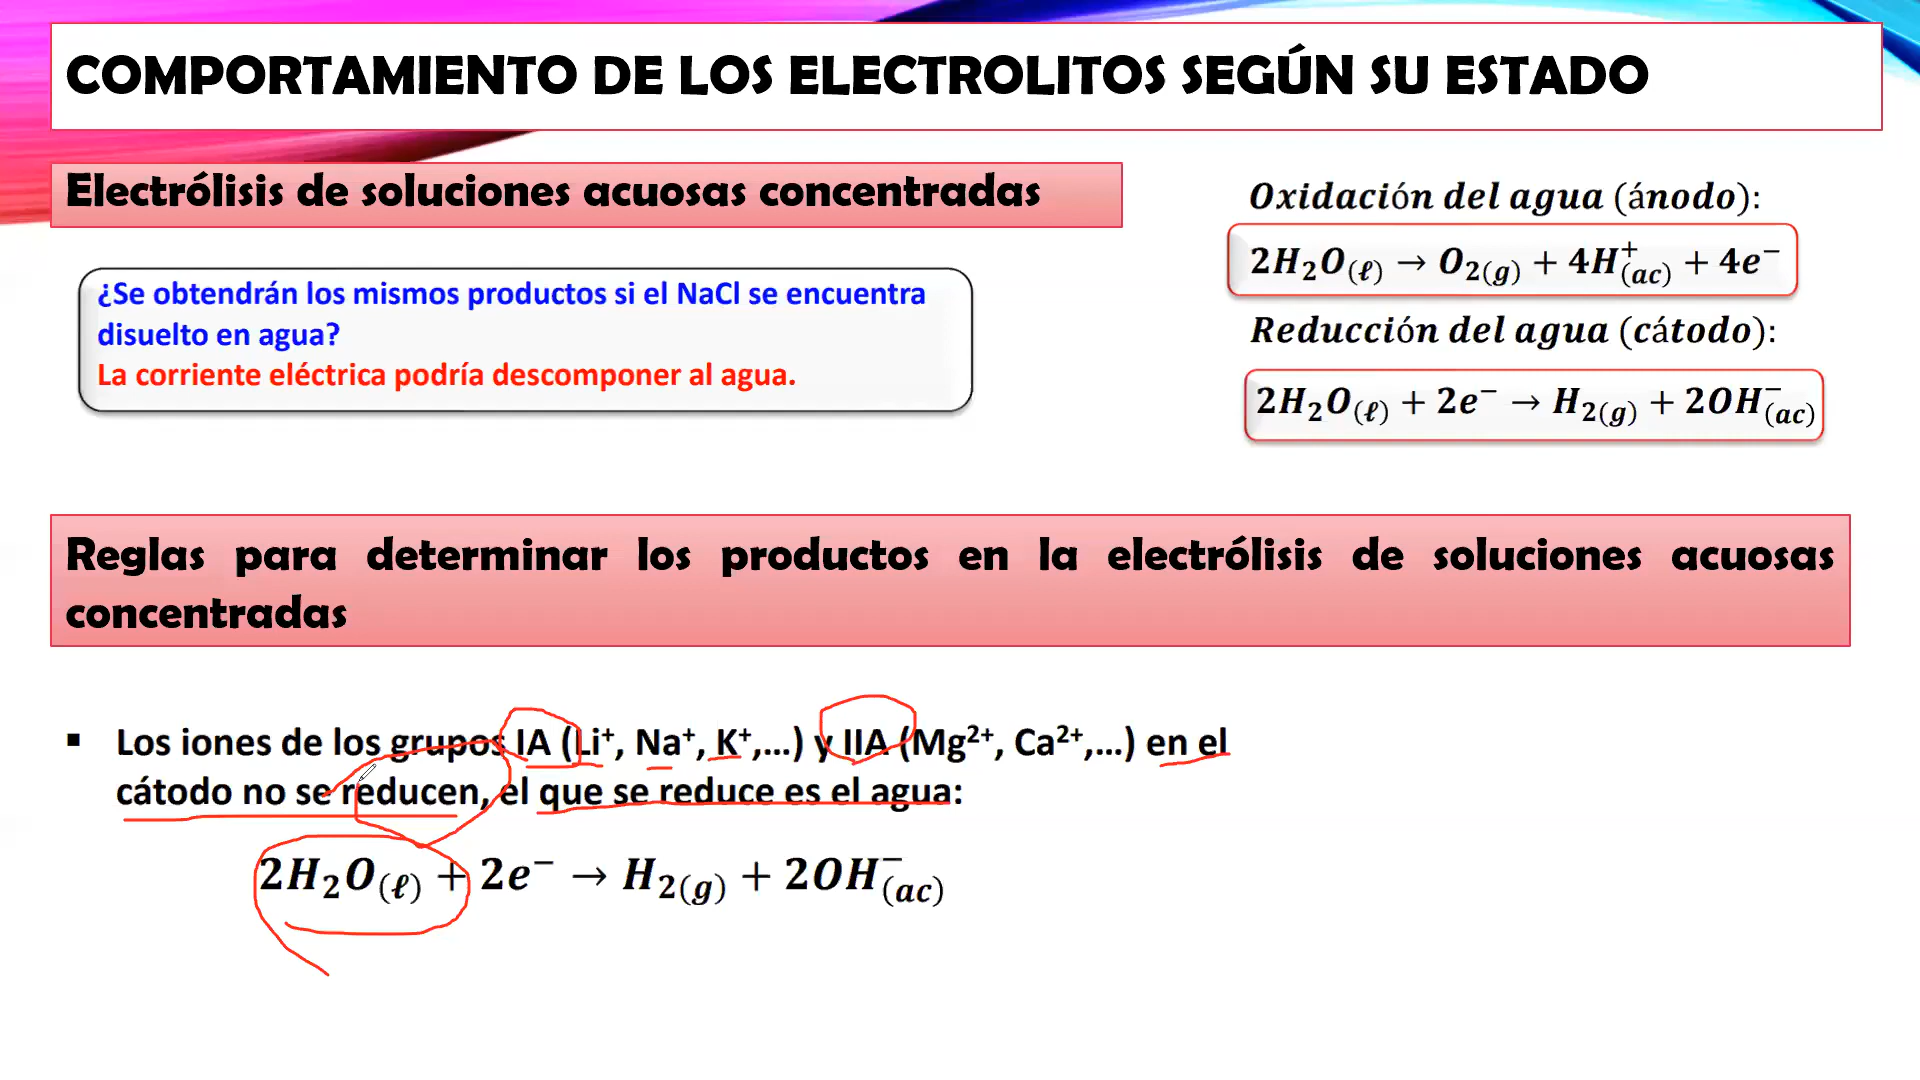 COMPORTAMIENTO DE LOS ELECTROLITOS SEGÚN SU ESTADO
Electrólisis de soluciones acuosas concentradas
¿Se obtendrán los mismos productos si el NaCl se encuentra
disuelto en agua?
La corriente eléctrica podría descomponer al agua.
Oxidación del agua (ánodo):
2H₂O(ℓ) → O₂(g) + 4H⁺(ac) + 4e⁻
Reducción del agua (cátodo):
2H₂O(ℓ) + 2e⁻ → H₂(g) + 2OH⁻(ac)
Reglas para determinar los productos en la electrólisis de soluciones acuosas
concentradas
▪ Los iones de los grupos IA (Li⁺, Na⁺, K⁺,...) y IIA (Mg²⁺, Ca²⁺,...) en el
cátodo no se reducen, el que se reduce es el agua:
2H₂O(ℓ) + 2e⁻ → H₂(g) + 2OH⁻(ac)